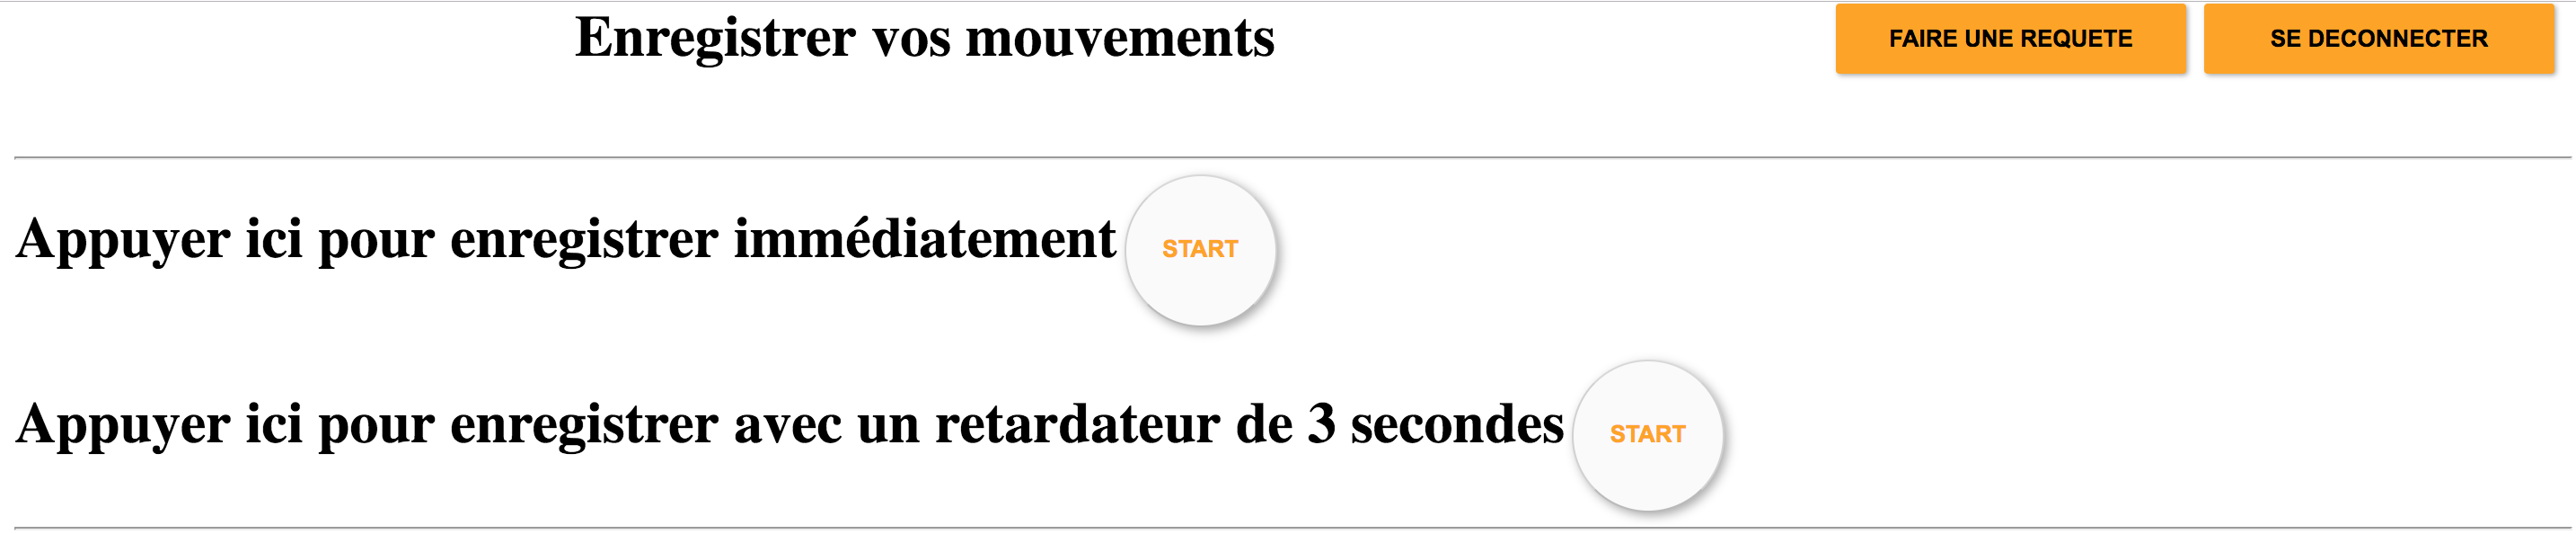 Enregistrer vos mouvements
FAIRE UNE REQUETE
SE DECONNECTER
Appuyer ici pour enregistrer immédiatement
START
Appuyer ici pour enregistrer avec un retardateur de 3 secondes
START